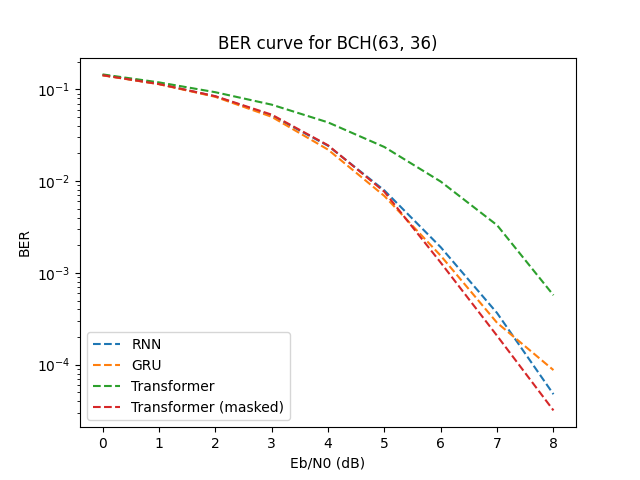 BER curve for BCH(63, 36)
10⁻¹
10⁻²
10⁻³
10⁻⁴
BER
RNN
GRU
Transformer
Transformer (masked)
0 1 2 3 4 5 6 7 8
Eb/N0 (dB)